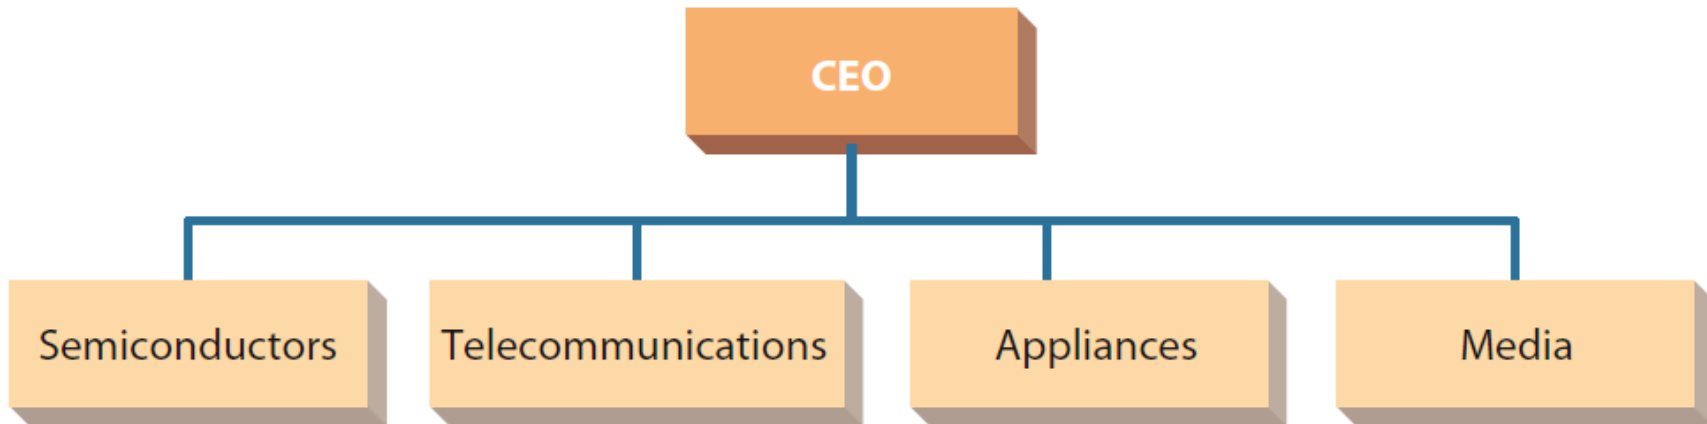 CEO
Semiconductors
Telecommunications
Appliances
Media